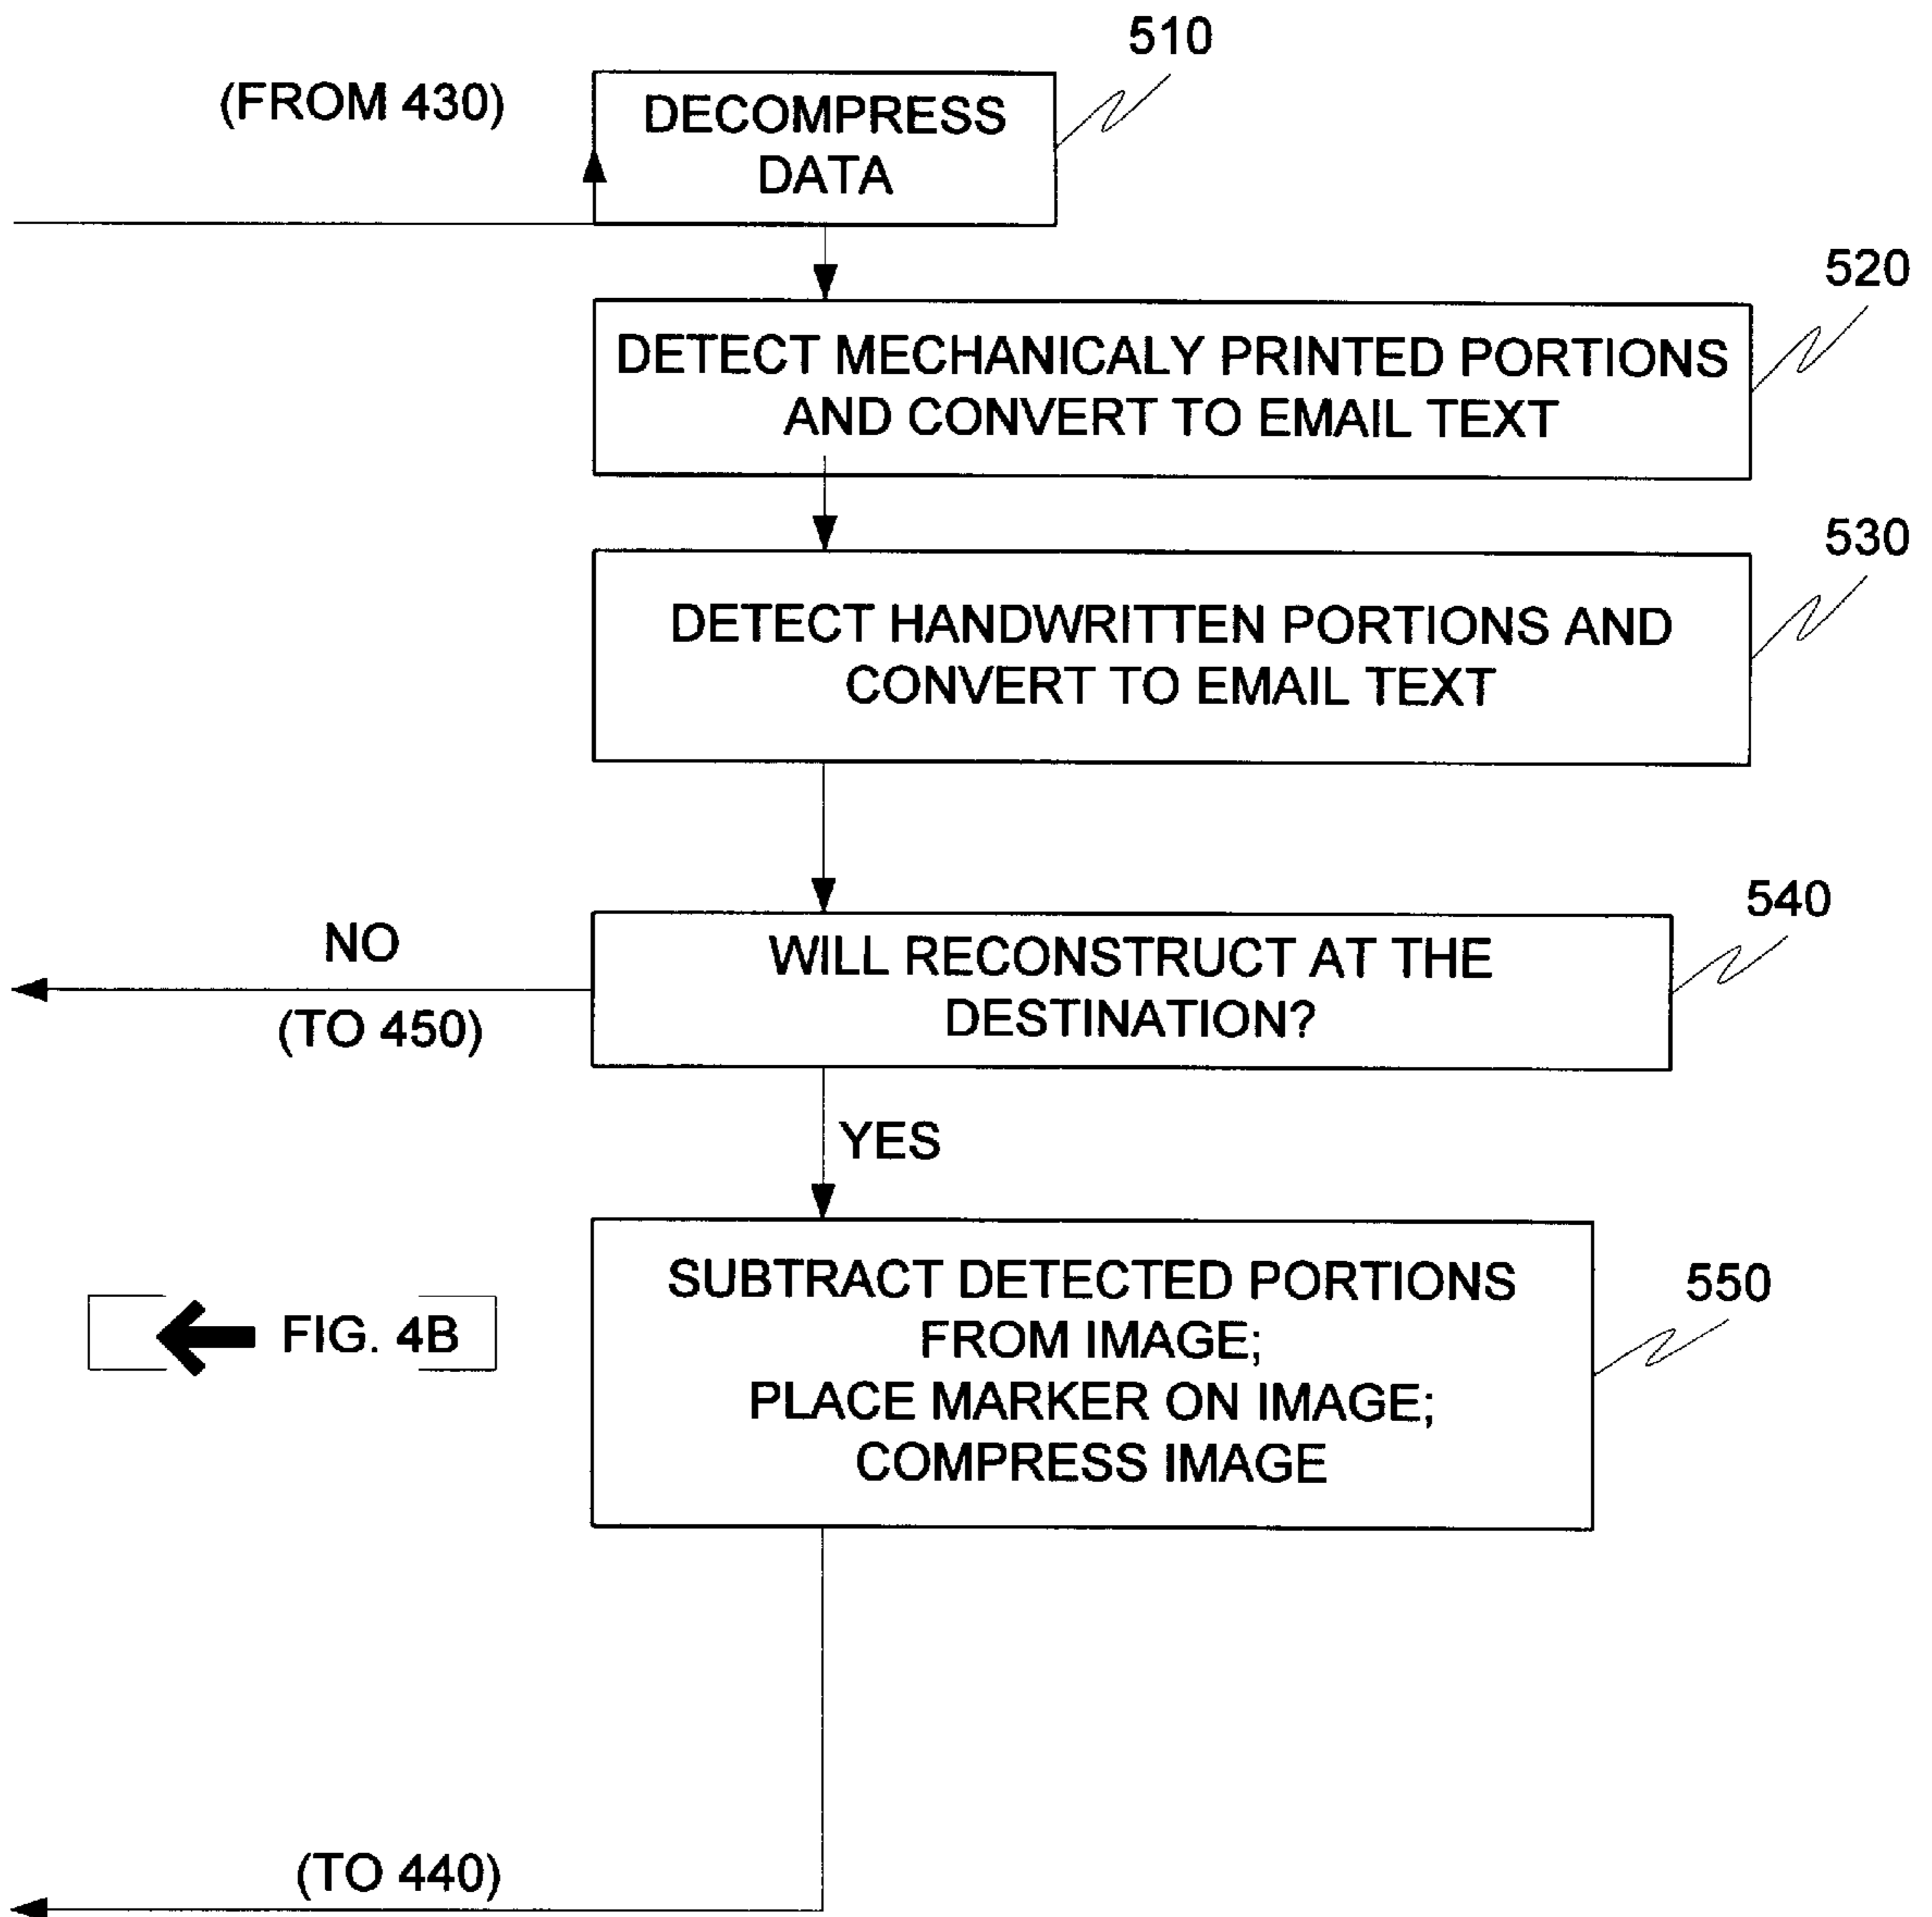 510
(FROM 430)
DECOMPRESS
DATA
520
DETECT MECHANICALY PRINTED PORTIONS
AND CONVERT TO EMAIL TEXT
530
DETECT HANDWRITTEN PORTIONS AND
CONVERT TO EMAIL TEXT
540
NO
WILL RECONSTRUCT AT THE
DESTINATION?
(TO 450)
YES
550
SUBTRACT DETECTED PORTIONS
FROM IMAGE;
PLACE MARKER ON IMAGE;
COMPRESS IMAGE
FIG. 4B
(TO 440)